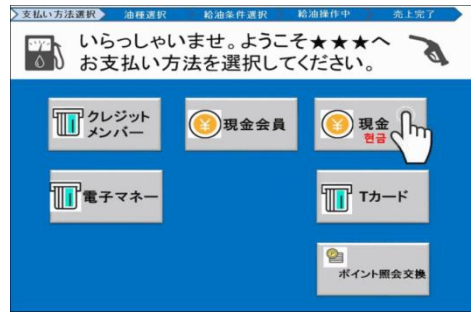 支払い方法選択 油種選択 給油条件選択 給油操作中 売上完了
いらっしゃいませ。ようこそ★★★へ
お支払い方法を選択してください。
クレジット
メンバー
現金会員
現金
현금
電子マネー
Tカード
ポイント照会交換